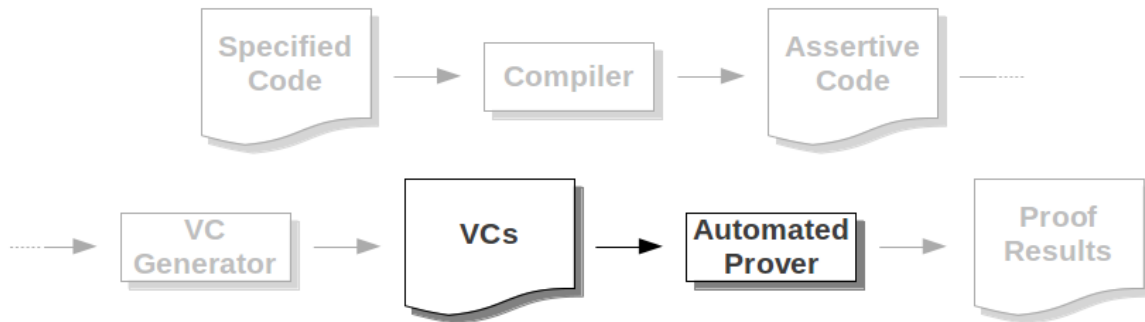 Specified
Code
Compiler
Assertive
Code
VC
Generator
VCs
Automated
Prover
Proof
Results